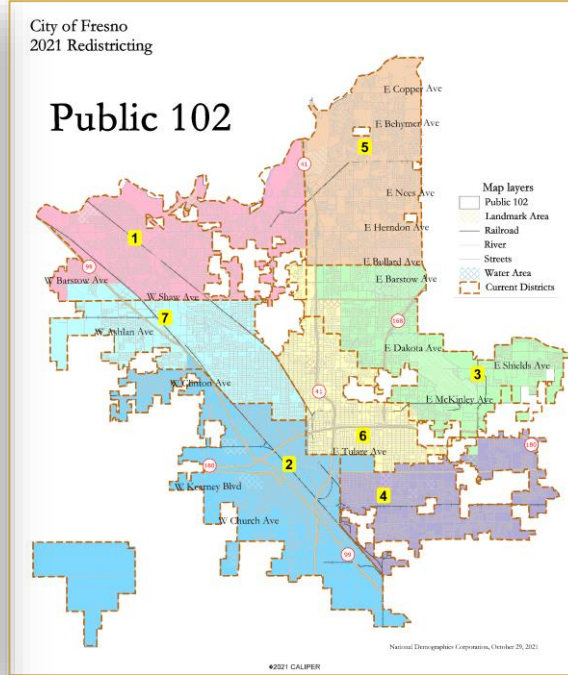 City of Fresno
2021 Redistricting
Public 102
E Copper Ave
E Behymer Ave
5
41
E Nees Ave
Map layers
Public 102
Landmark Area
Railroad
River
Streets
Water Area
Current Districts
1
E Herndon Ave
99
E Bullard Ave
W Barstow Ave
E Barstow Ave
W Shaw Ave
7
168
W Ashlan Ave
E Dakota Ave
E Shields Ave
3
W Clinton Ave
41
E McKinley Ave
6
180
E Tulare Ave
2
180
W Kearney Blvd
4
W Church Ave
99
National Demographics Corporation, October 29, 2021
©2021 CALIPER